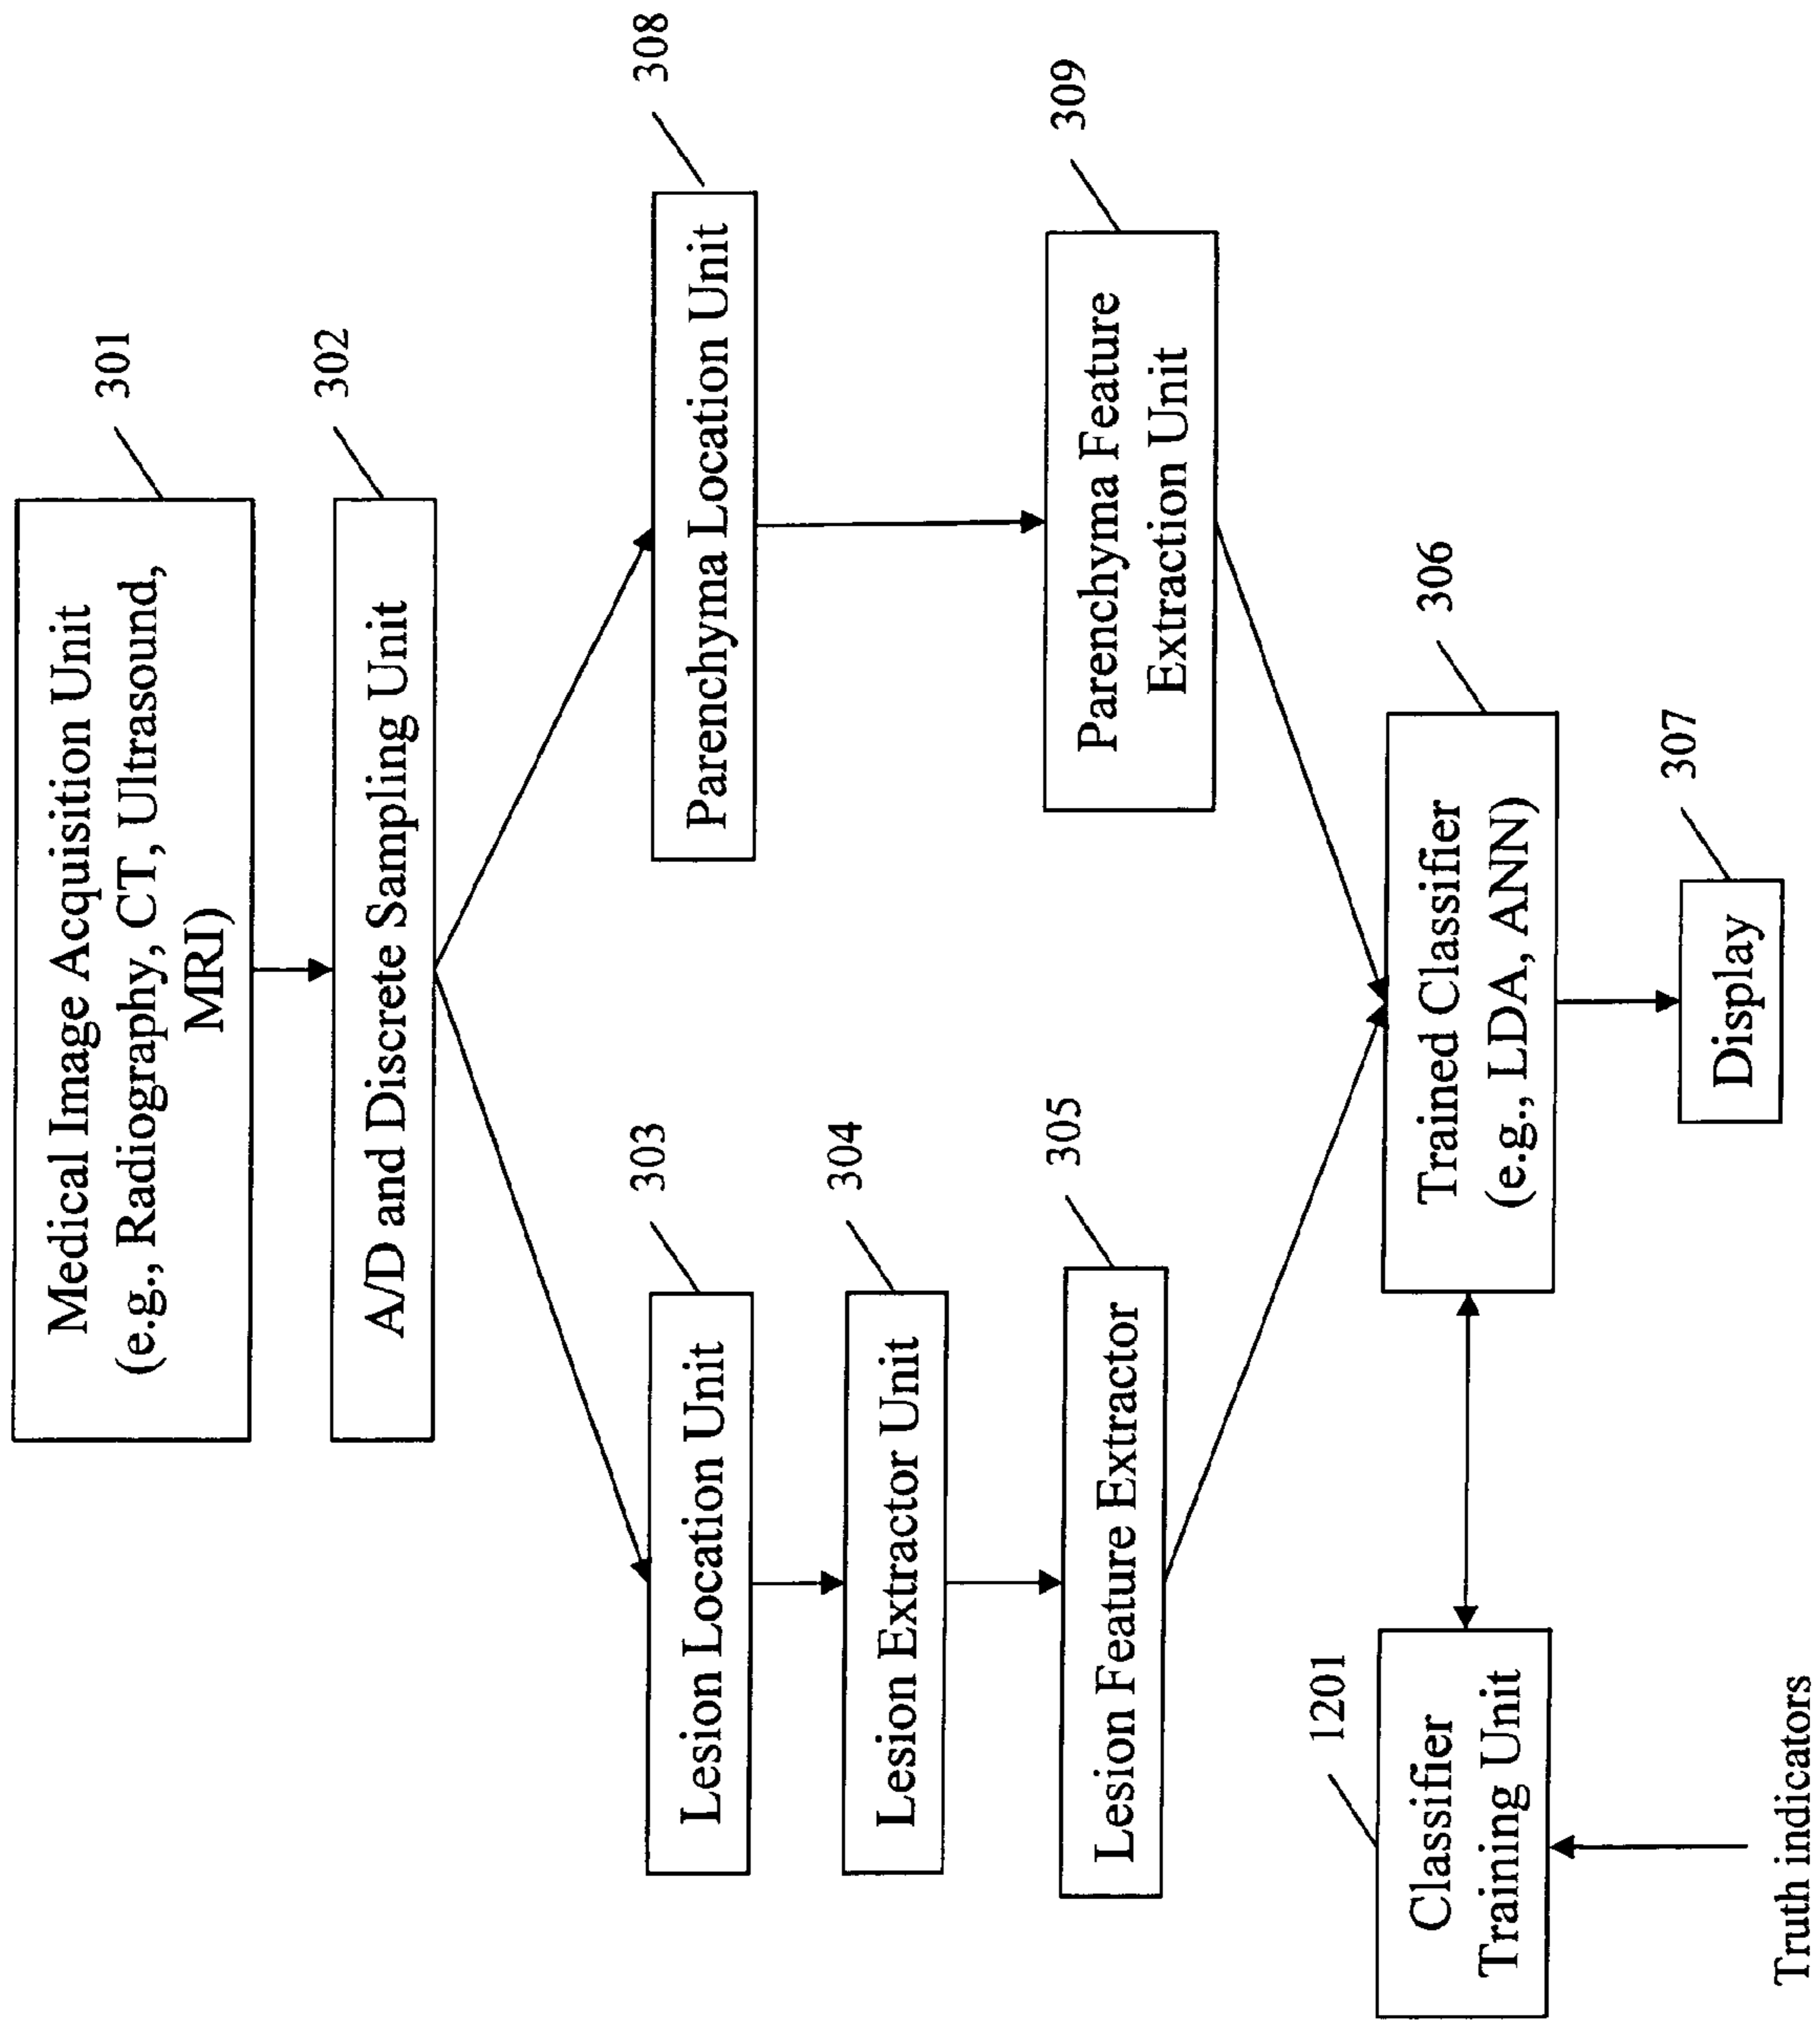 Medical Image Acquisition Unit
(e.g., Radiography, CT, Ultrasound,
MRI)
301
A/D and Discrete Sampling Unit
302
Lesion Location Unit
303
Lesion Extractor Unit
304
Lesion Feature Extractor
305
Parenchyma Location Unit
308
Parenchyma Feature
Extraction Unit
309
Trained Classifier
(e.g., LDA, ANN)
306
Display
307
1201
Classifier
Training Unit
Truth indicators